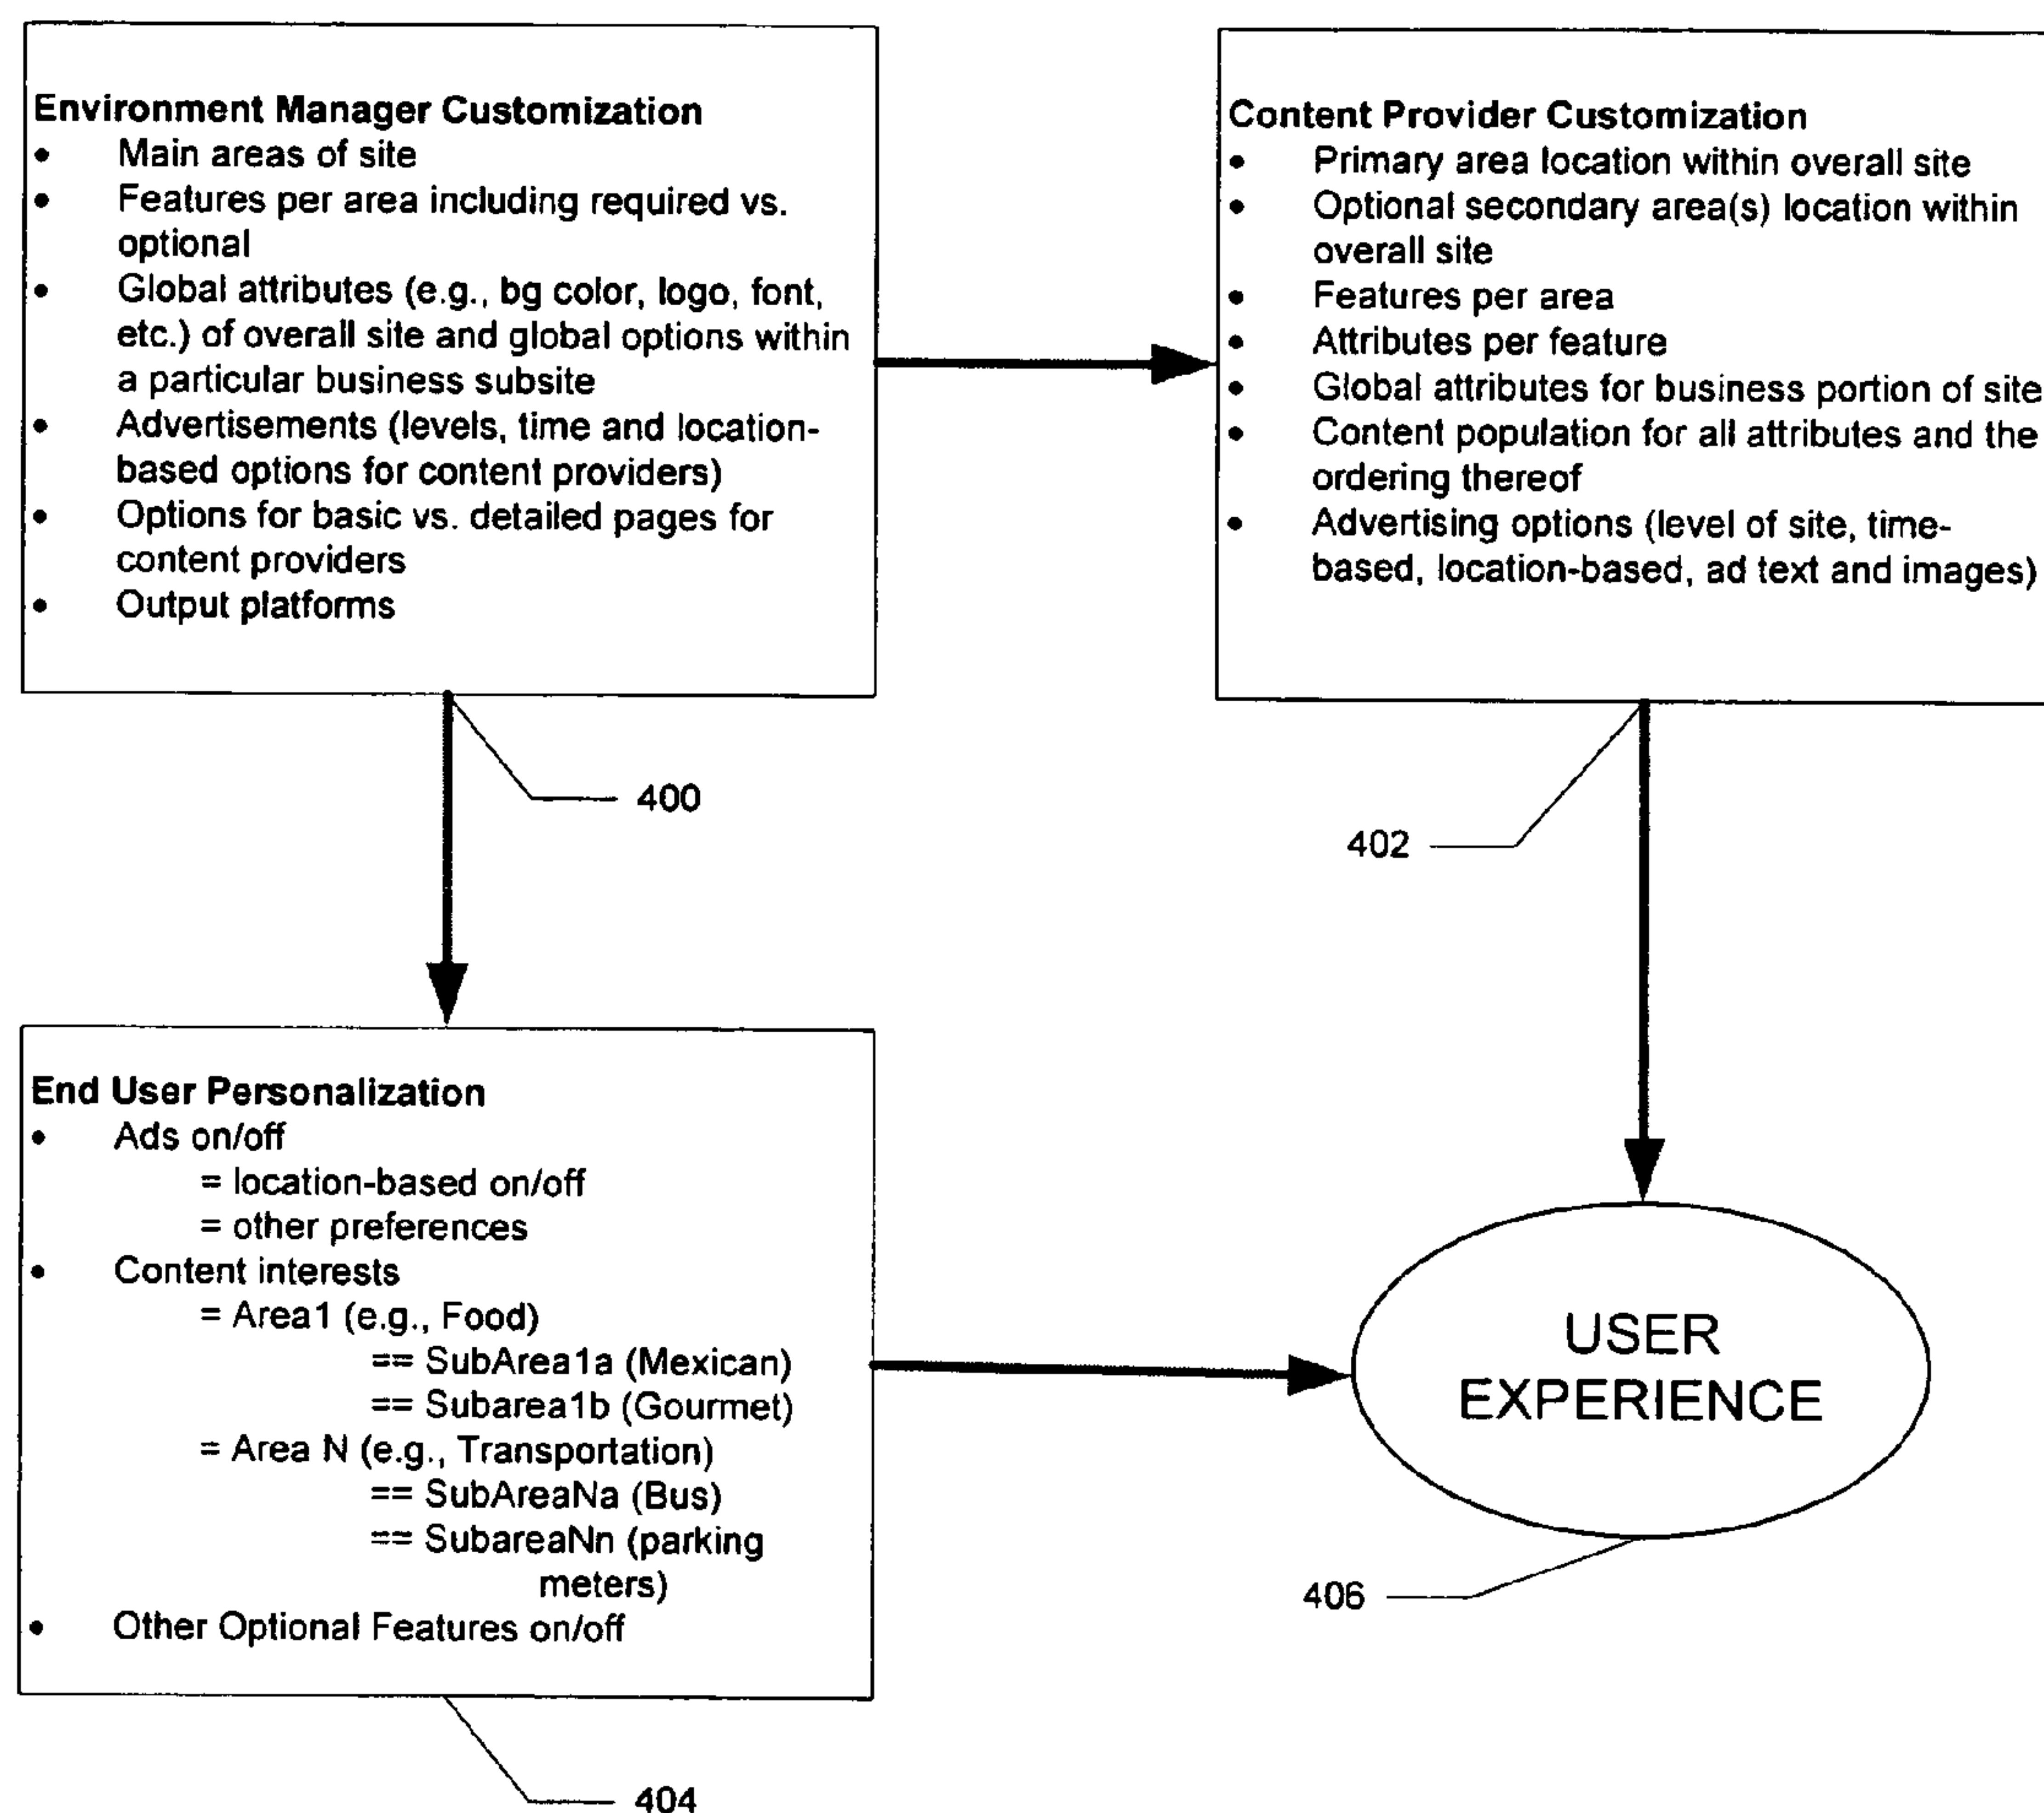 Environment Manager Customization
• Main areas of site
• Features per area including required vs.
optional
• Global attributes (e.g., bg color, logo, font,
etc.) of overall site and global options within
a particular business subsite
• Advertisements (levels, time and location-
based options for content providers)
• Options for basic vs. detailed pages for
content providers
• Output platforms
400
Content Provider Customization
• Primary area location within overall site
• Optional secondary area(s) location within
overall site
• Features per area
• Attributes per feature
• Global attributes for business portion of site
• Content population for all attributes and the
ordering thereof
• Advertising options (level of site, time-
based, location-based, ad text and images)
402
End User Personalization
• Ads on/off
= location-based on/off
= other preferences
• Content interests
= Area1 (e.g., Food)
== SubArea1a (Mexican)
== Subarea1b (Gourmet)
= Area N (e.g., Transportation)
== SubAreaNa (Bus)
== SubareaNn (parking
meters)
• Other Optional Features on/off
404
USER
EXPERIENCE
406